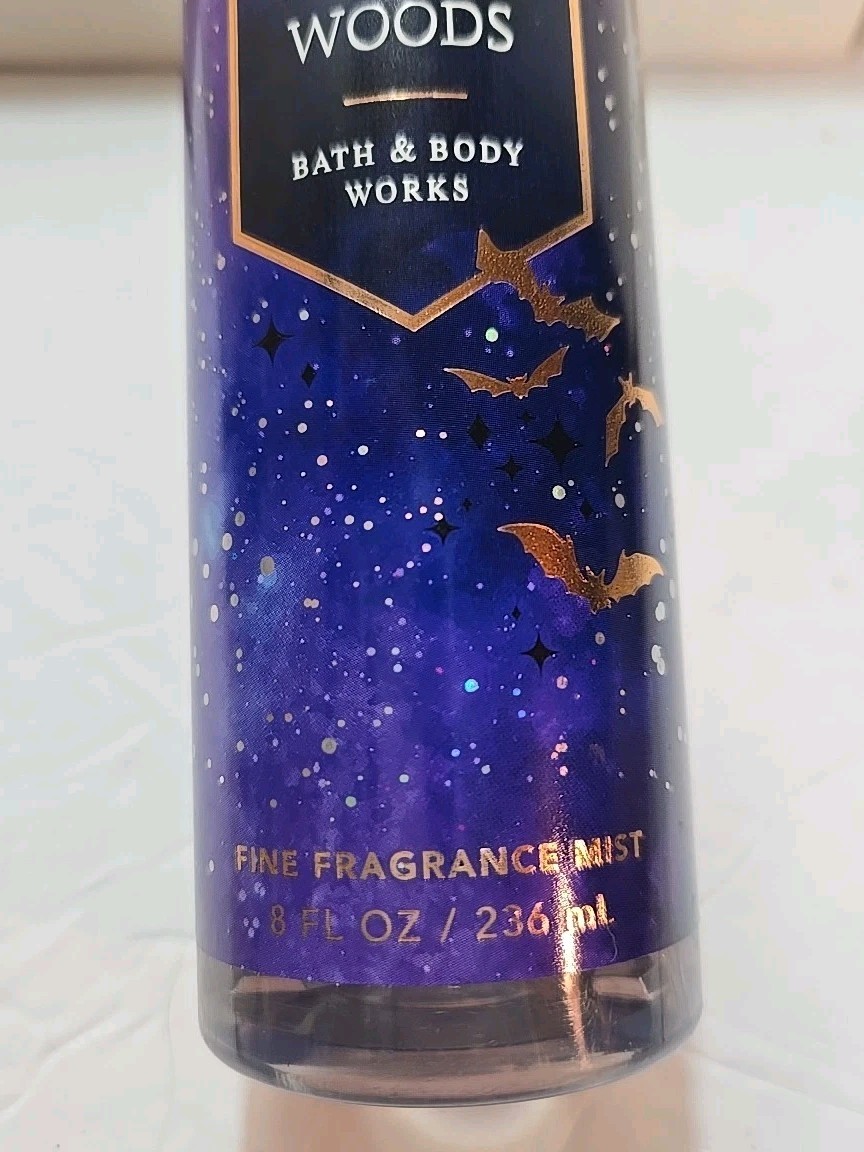 WOODS
BATH & BODY
WORKS
FINE FRAGRANCE MIST
8 FL OZ / 236 mL